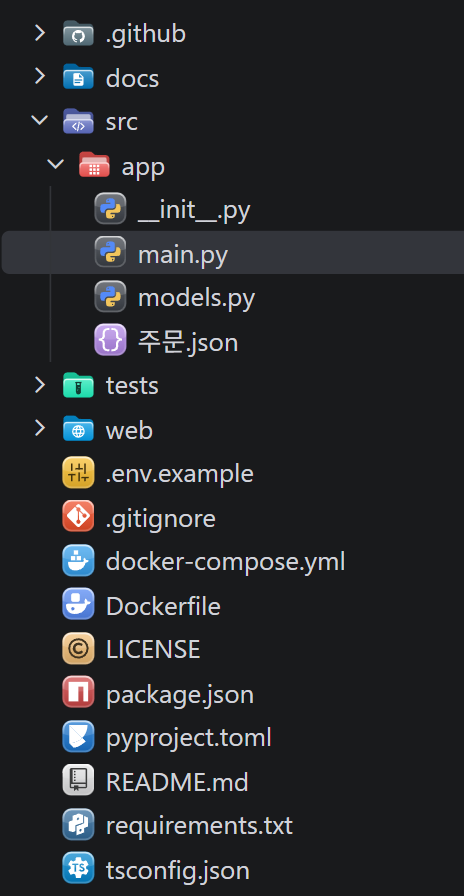 .github
docs
src
app
__init__.py
main.py
models.py
주문.json
tests
web
.env.example
.gitignore
docker-compose.yml
Dockerfile
LICENSE
package.json
pyproject.toml
README.md
requirements.txt
tsconfig.json